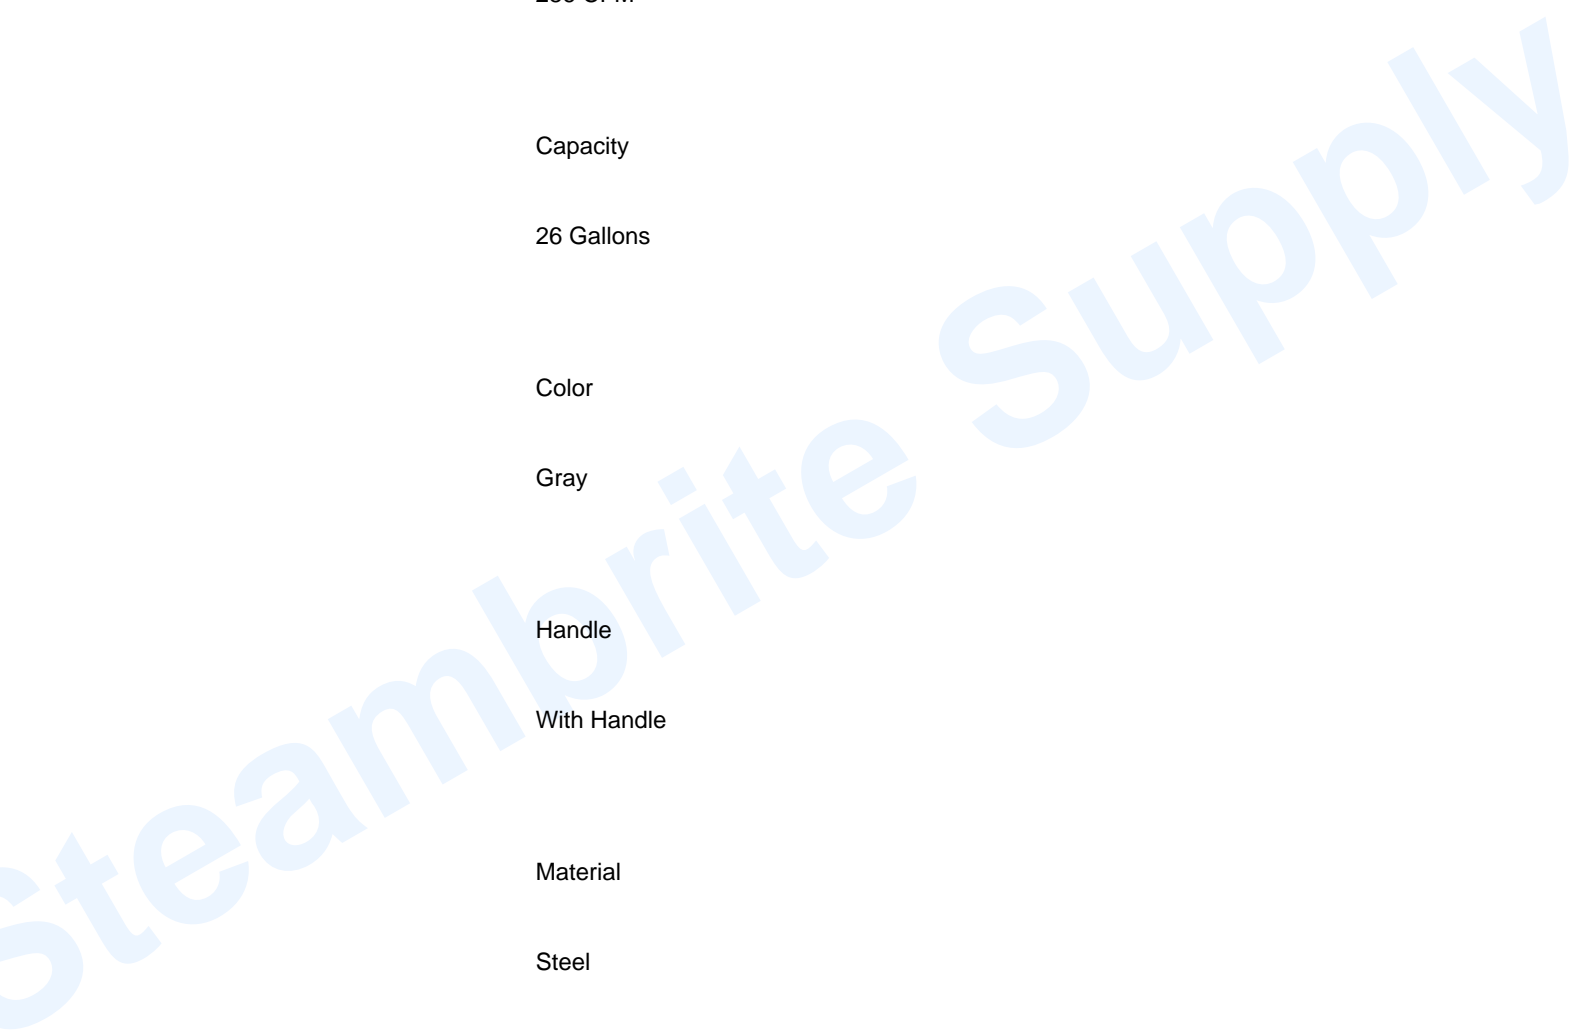 Capacity
26 Gallons
Color
Gray
Handle
With Handle
Material
Steel
Steambrite Supply